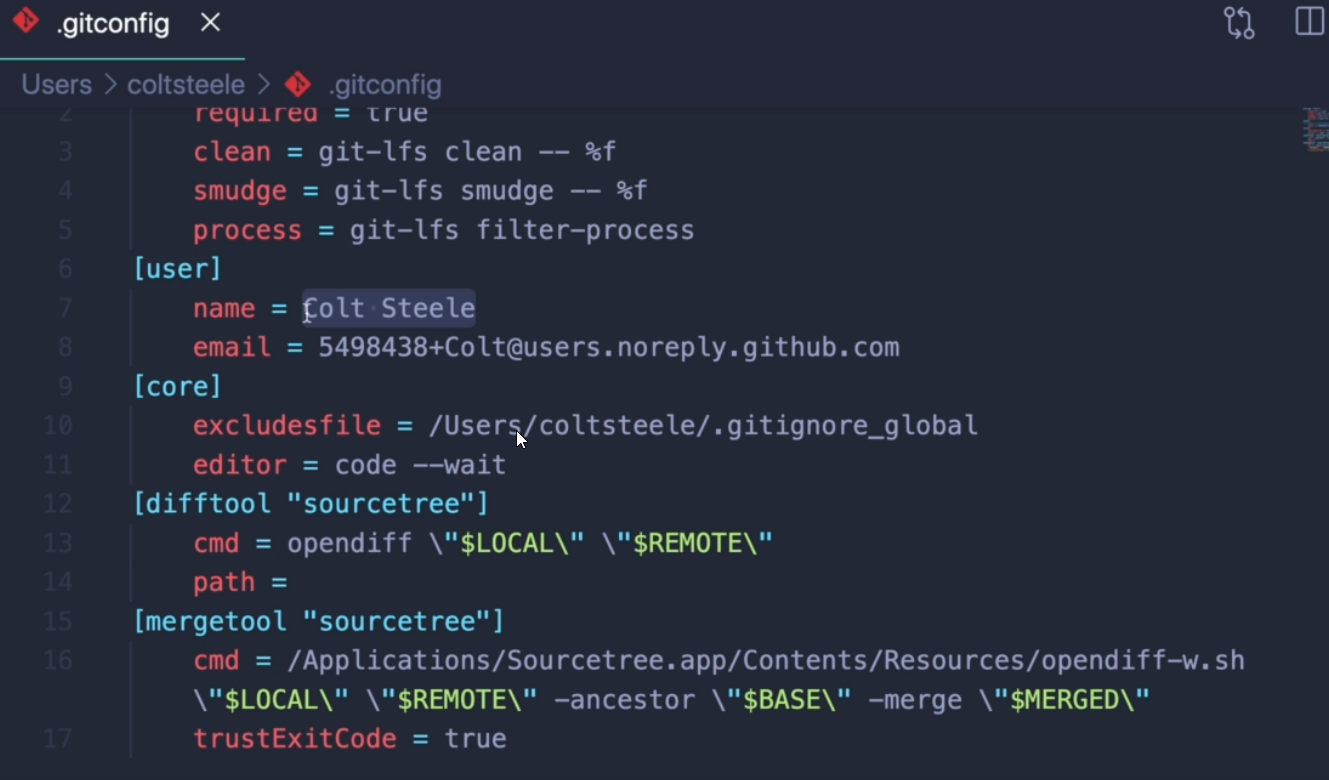 .gitconfig
Users > coltsteele > .gitconfig
2 required = true
3 clean = git-lfs clean -- %f
4 smudge = git-lfs smudge -- %f
5 process = git-lfs filter-process
6 [user]
7 name = Colt Steele
8 email = 5498438+Colt@users.noreply.github.com
9 [core]
10 excludesfile = /Users/coltsteele/.gitignore_global
11 editor = code --wait
12 [difftool "sourcetree"]
13 cmd = opendiff \"$LOCAL\" \"$REMOTE\"
14 path =
15 [mergetool "sourcetree"]
16 cmd = /Applications/Sourcetree.app/Contents/Resources/opendiff-w.sh
\"$LOCAL\" \"$REMOTE\" -ancestor \"$BASE\" -merge \"$MERGED\"
17 trustExitCode = true